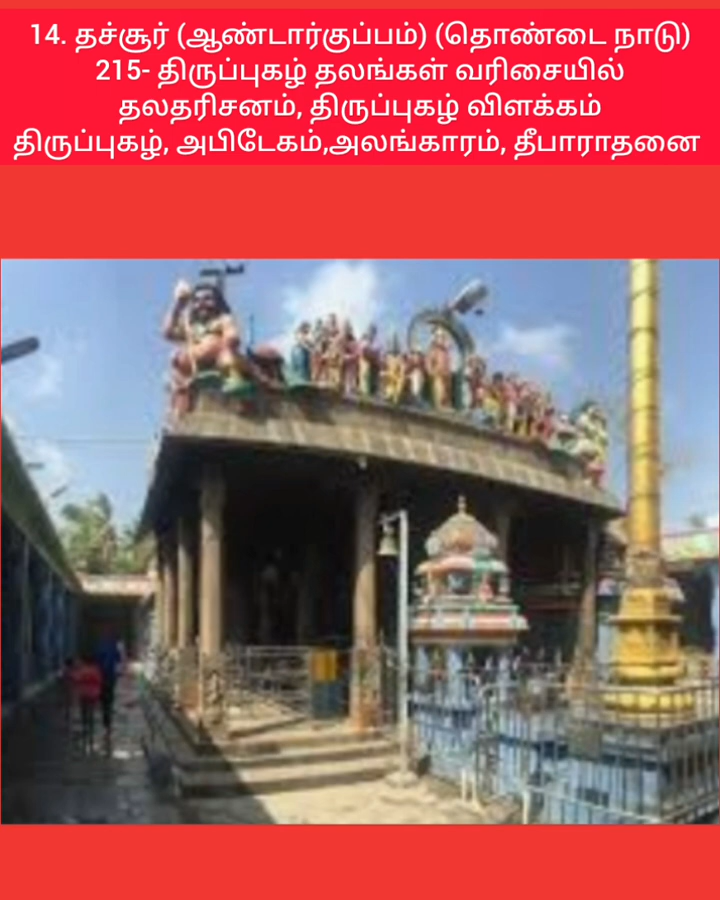 14. தச்சூர் (ஆண்டார்குப்பம்) (தொண்டை நாடு)
215- திருப்புகழ் தலங்கள் வரிசையில்
தலதரிசனம், திருப்புகழ் விளக்கம்
திருப்புகழ், அபிடேகம்,அலங்காரம், தீபாராதனை